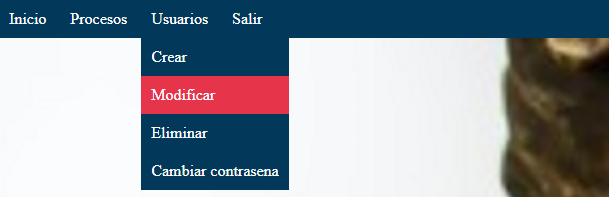 Inicio Procesos Usuarios Salir
Crear
Modificar
Eliminar
Cambiar contrasena